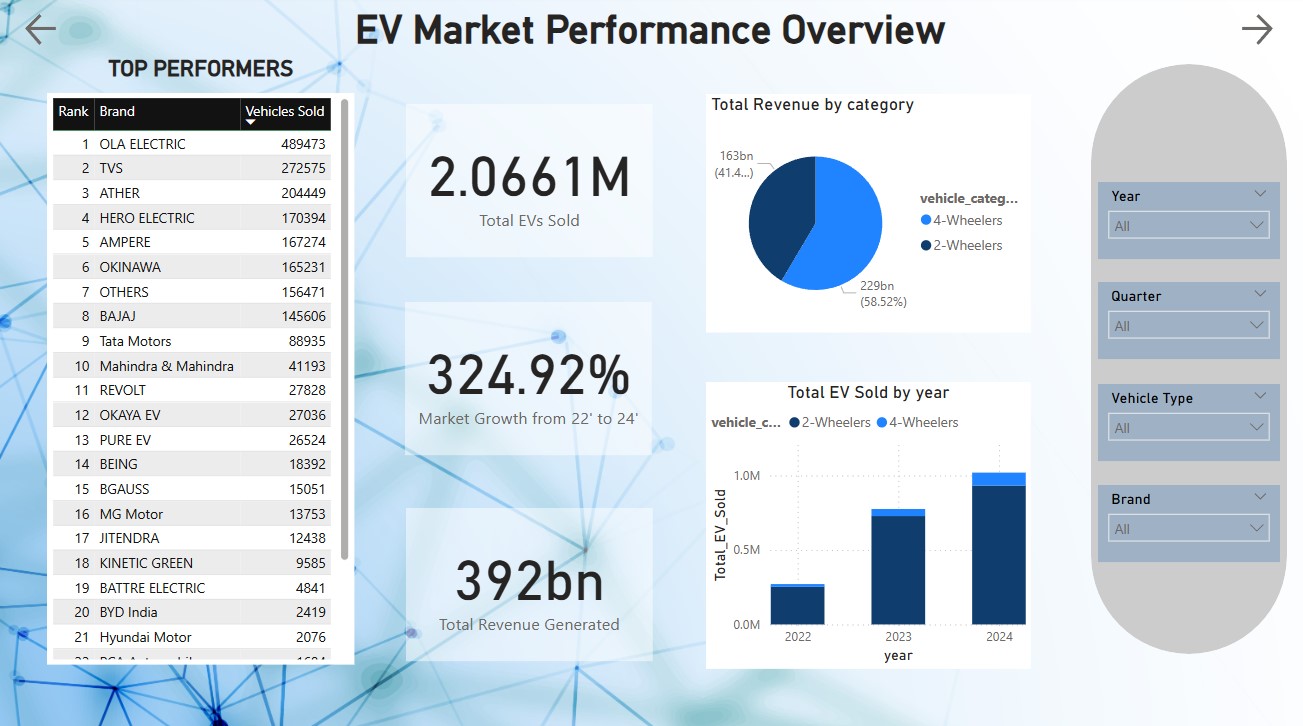 EV Market Performance Overview
TOP PERFORMERS
Rank Brand Vehicles Sold
1 OLA ELECTRIC 489473
2 TVS 272575
3 ATHER 204449
4 HERO ELECTRIC 170394
5 AMPERE 167274
6 OKINAWA 165231
7 OTHERS 156471
8 BAJAJ 145606
9 Tata Motors 88935
10 Mahindra & Mahindra 41193
11 REVOLT 27828
12 OKAYA EV 27036
13 PURE EV 26524
14 BEING 18392
15 BGAUSS 15051
16 MG Motor 13753
17 JITENDRA 12438
18 KINETIC GREEN 9585
19 BATTRE ELECTRIC 4841
20 BYD India 2419
21 Hyundai Motor 2076
2.0661M
Total EVs Sold
324.92%
Market Growth from 22' to 24'
392bn
Total Revenue Generated
Total Revenue by category
163bn
(41.4...)
229bn
(58.52%)
vehicle_categ...
4-Wheelers
2-Wheelers
Total EV Sold by year
vehicle_c... 2-Wheelers 4-Wheelers
Total_EV_Sold
1.0M
0.5M
0.0M
2022 2023 2024
year
Year
All
Quarter
All
Vehicle Type
All
Brand
All